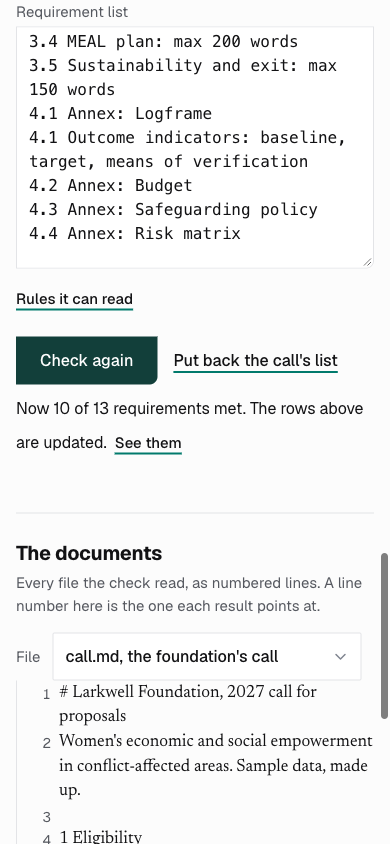 Requirement list
3.4 MEAL plan: max 200 words
3.5 Sustainability and exit: max
150 words
4.1 Annex: Logframe
4.1 Outcome indicators: baseline,
target, means of verification
4.2 Annex: Budget
4.3 Annex: Safeguarding policy
4.4 Annex: Risk matrix
Rules it can read
Check again
Put back the call's list
Now 10 of 13 requirements met. The rows above
are updated. See them
The documents
Every file the check read, as numbered lines. A line
number here is the one each result points at.
File
call.md, the foundation's call
1 # Larkwell Foundation, 2027 call for
proposals
2 Women's economic and social empowerment
in conflict-affected areas. Sample data, made
up.
3
4 1 Eligibility